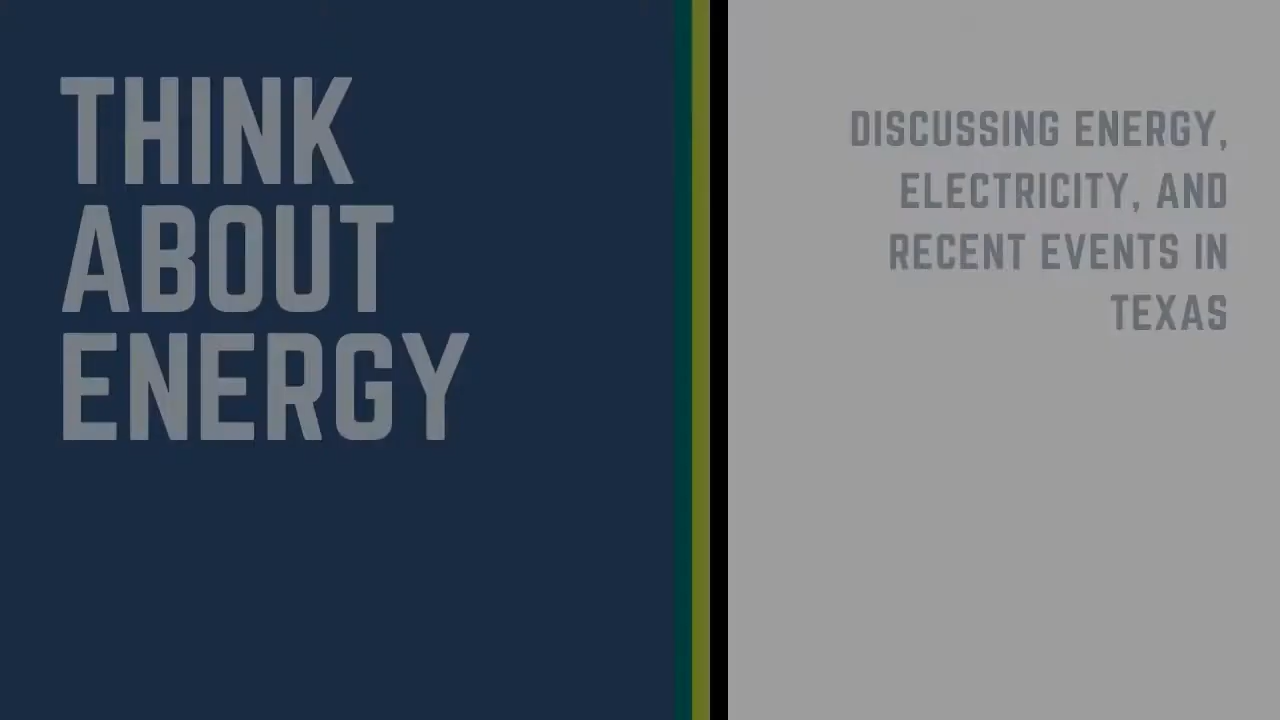 THINK
ABOUT
ENERGY
DISCUSSING ENERGY,
ELECTRICITY, AND
RECENT EVENTS IN
TEXAS